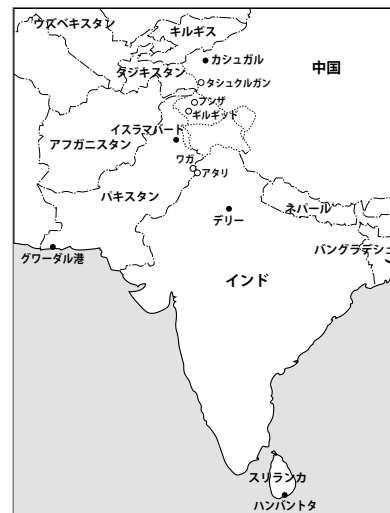 ウズベキスタン
キルギス
カシュガル
中国
タジキスタン
タシュクルガン
フンザ
ギルギット
イスラマバード
アフガニスタン
ワガ
アタリ
パキスタン
デリー
ネパール
バングラデシュ
グワーダル港
インド
スリランカ
ハンバントタ